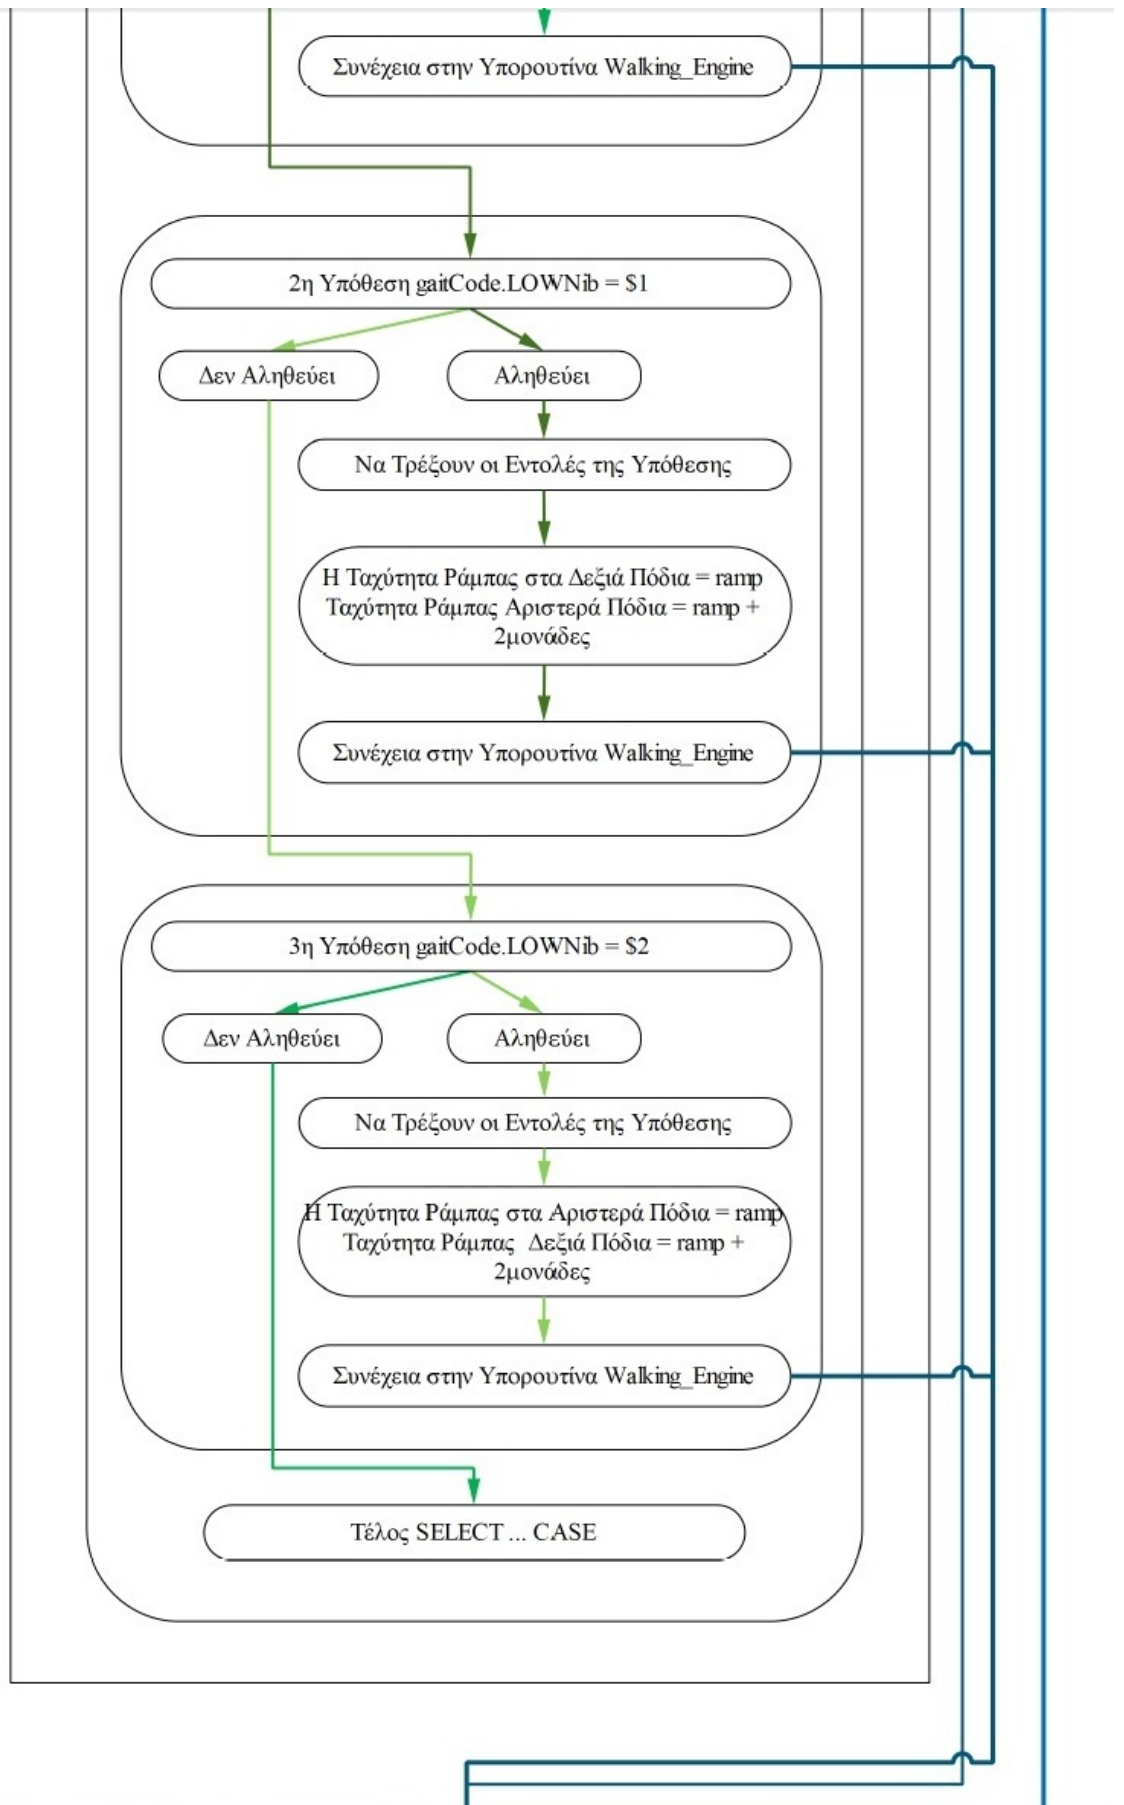 Συνέχεια στην Υπορουτίνα Walking_Engine
2η Υπόθεση gaitCode.LOWNib = $1
Δεν Αληθεύει
Αληθεύει
Να Τρέξουν οι Εντολές της Υπόθεσης
Η Ταχύτητα Ράμπας στα Δεξιά Πόδια = ramp
Ταχύτητα Ράμπας Αριστερά Πόδια = ramp +
2μονάδες
Συνέχεια στην Υπορουτίνα Walking_Engine
3η Υπόθεση gaitCode.LOWNib = $2
Δεν Αληθεύει
Αληθεύει
Να Τρέξουν οι Εντολές της Υπόθεσης
Η Ταχύτητα Ράμπας στα Αριστερά Πόδια = ramp
Ταχύτητα Ράμπας Δεξιά Πόδια = ramp +
2μονάδες
Συνέχεια στην Υπορουτίνα Walking_Engine
Τέλος SELECT ... CASE